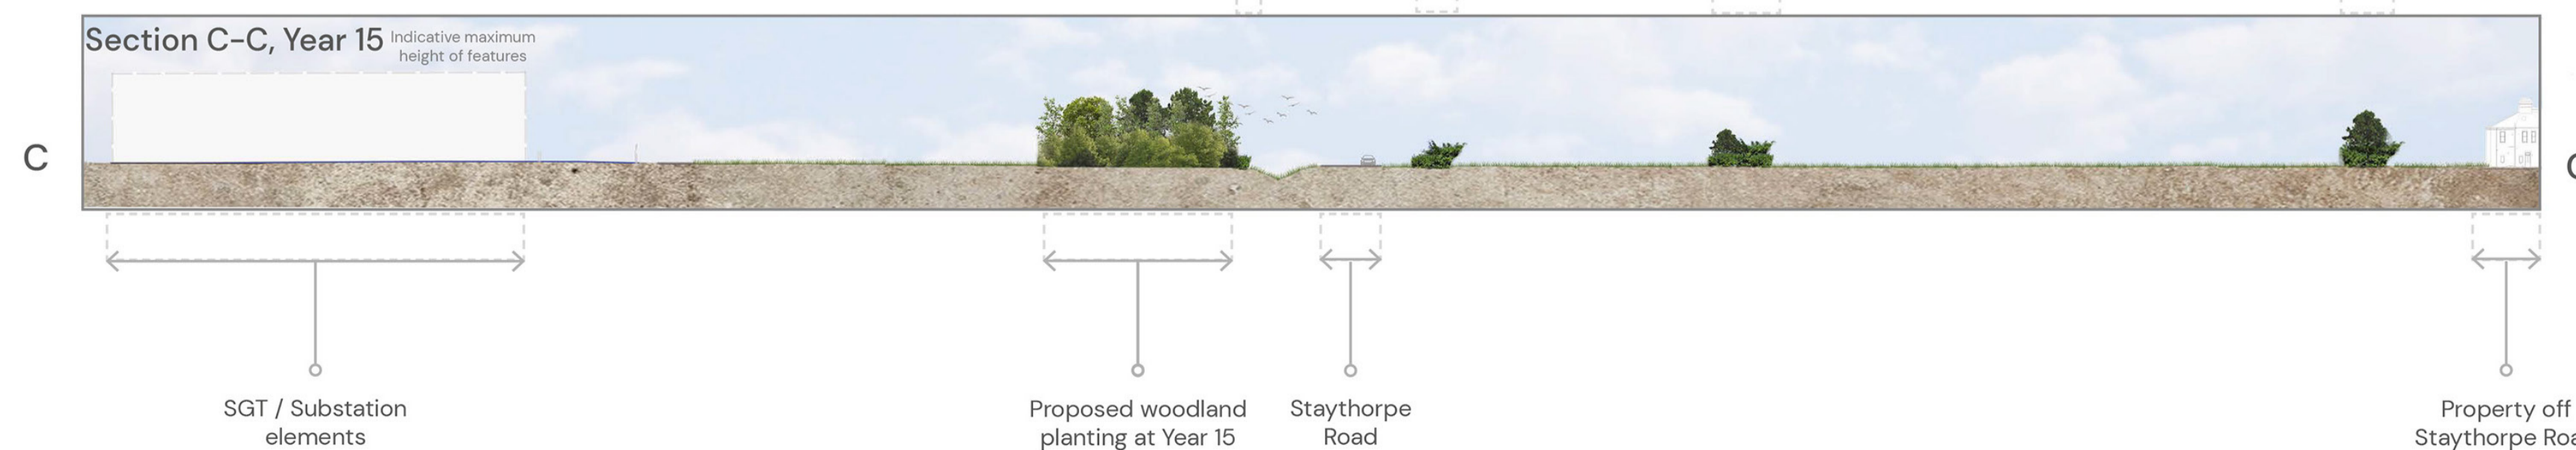 Section C-C, Year 15
Indicative maximum
height of features
C
SGT / Substation
elements
Proposed woodland
planting at Year 15
Staythorpe
Road
Property off
Staythorpe